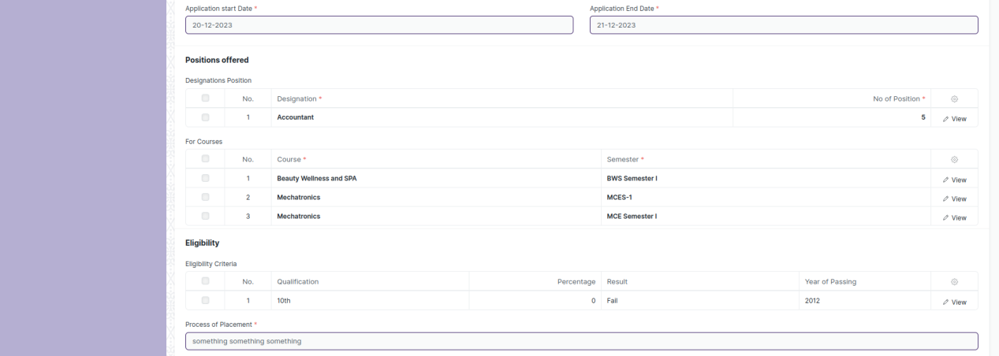 Application start Date * Application End Date *
20-12-2023 21-12-2023
Positions offered
Designations Position
No. Designation * No of Position *
1 Accountant 5 View
For Courses
No. Course * Semester *
1 Beauty Wellness and SPA BWS Semester I View
2 Mechatronics MCES-1 View
3 Mechatronics MCE Semester I View
Eligibility
Eligibility Criteria
No. Qualification Percentage Result Year of Passing
1 10th 0 Fail 2012 View
Process of Placement *
something something something